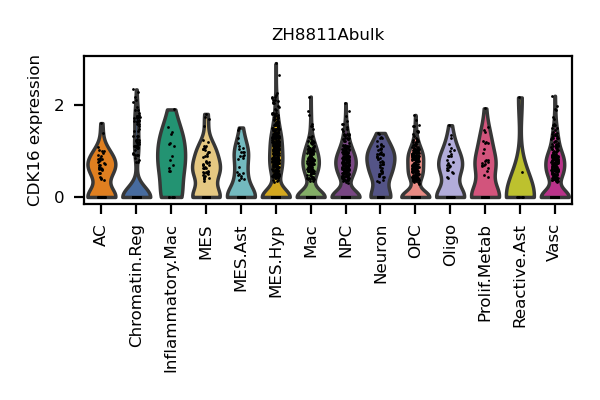 ZH8811Abulk
CDK16 expression
2
0
AC
Chromatin.Reg
Inflammatory.Mac
MES
MES.Ast
MES.Hyp
Mac
NPC
Neuron
OPC
Oligo
Prolif.Metab
Reactive.Ast
Vasc